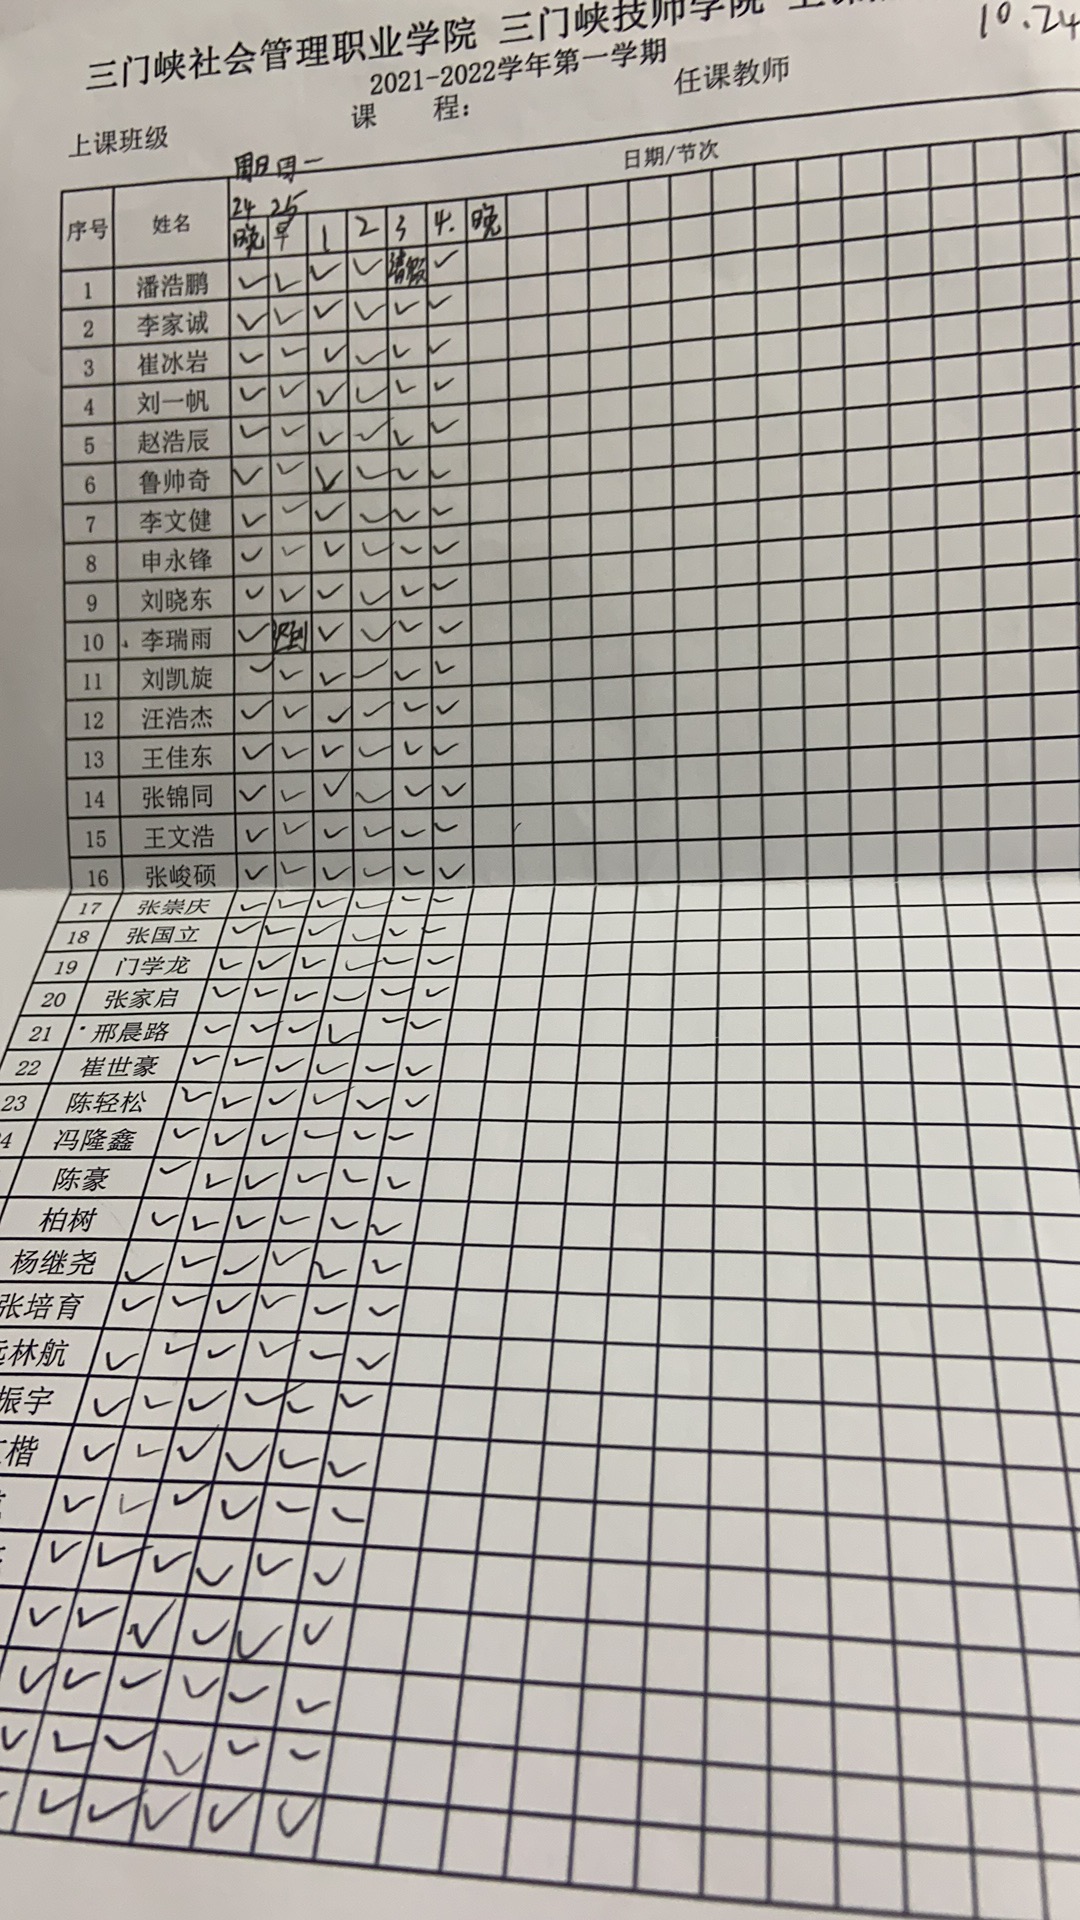 三门峡社会管理职业学院 三门峡技师学院 上课
10.24
2021-2022学年第一学期
上课班级 课 程： 任课教师
周日 周一
序号 姓名 日期/节次
24 25
晚 早 1 2 3 4. 晚
1 潘浩鹏 ✓ ✓ ✓ ✓ 请假 ✓
2 李家诚 ✓ ✓ ✓ ✓ ✓ ✓
3 崔冰岩 ✓ ✓ ✓ ✓ ✓ ✓
4 刘一帆 ✓ ✓ ✓ ✓ ✓ ✓
5 赵浩辰 ✓ ✓ ✓ ✓ ✓ ✓
6 鲁帅奇 ✓ ✓ ✓ ✓ ✓ ✓
7 李文健 ✓ ✓ ✓ ✓ ✓ ✓
8 申永锋 ✓ ✓ ✓ ✓ ✓ ✓
9 刘晓东 ✓ ✓ ✓ ✓ ✓ ✓
10 李瑞雨 ✓ 迟到 ✓ ✓ ✓ ✓
11 刘凯旋 ✓ ✓ ✓ ✓ ✓ ✓
12 汪浩杰 ✓ ✓ ✓ ✓ ✓ ✓
13 王佳东 ✓ ✓ ✓ ✓ ✓ ✓
14 张锦同 ✓ ✓ ✓ ✓ ✓ ✓
15 王文浩 ✓ ✓ ✓ ✓ ✓ ✓
16 张峻硕 ✓ ✓ ✓ ✓ ✓ ✓
17 张崇庆 ✓ ✓ ✓ ✓ ✓ ✓
18 张国立 ✓ ✓ ✓ ✓ ✓ ✓
19 门学龙 ✓ ✓ ✓ ✓ ✓ ✓
20 张家启 ✓ ✓ ✓ ✓ ✓ ✓
21 邢晨路 ✓ ✓ ✓ ✓ ✓ ✓
22 崔世豪 ✓ ✓ ✓ ✓ ✓ ✓
23 陈轻松 ✓ ✓ ✓ ✓ ✓ ✓
4 冯隆鑫 ✓ ✓ ✓ ✓ ✓ ✓
陈豪 ✓ ✓ ✓ ✓ ✓ ✓
柏树 ✓ ✓ ✓ ✓ ✓ ✓
杨继尧 ✓ ✓ ✓ ✓ ✓ ✓
张培育 ✓ ✓ ✓ ✓ ✓ ✓
林航 ✓ ✓ ✓ ✓ ✓ ✓
振宇 ✓ ✓ ✓ ✓ ✓ ✓
楷 ✓ ✓ ✓ ✓ ✓ ✓
✓ ✓ ✓ ✓ ✓ ✓
✓ ✓ ✓ ✓ ✓ ✓
✓ ✓ ✓ ✓ ✓ ✓
✓ ✓ ✓ ✓ ✓ ✓
✓ ✓ ✓ ✓ ✓ ✓
✓ ✓ ✓ ✓ ✓ ✓